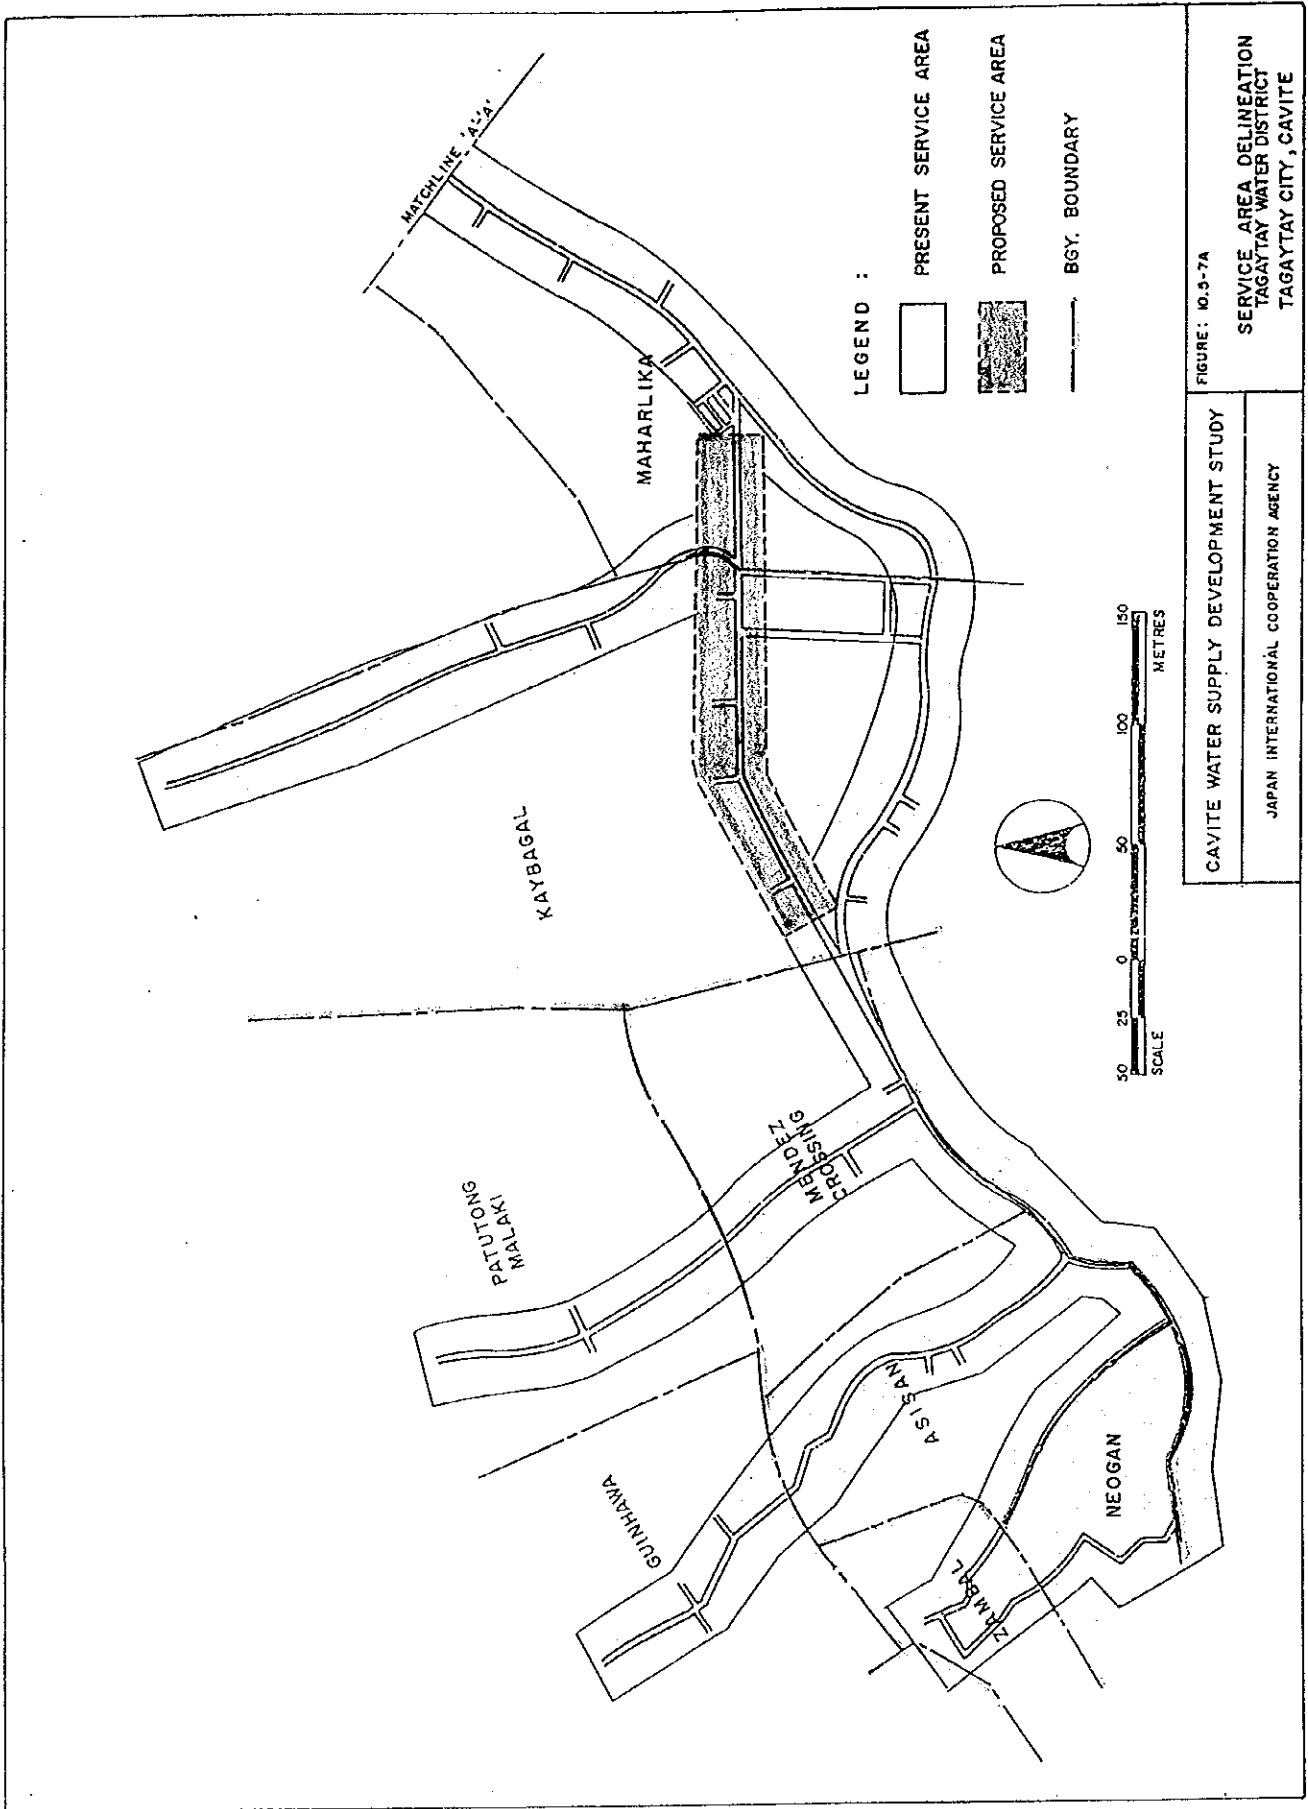 MATCHLINE 'A'-'A'
MAHARLIKA
KAYBAGAL
PATUTONG
MALAKI
MENDEZ
CROSSING
GUINHAWA
ASISAN
ZAMBAL
NEOGAN
LEGEND :
PRESENT SERVICE AREA
PROPOSED SERVICE AREA
BGY. BOUNDARY
50 25 0 50 100 150
SCALE METRES
CAVITE WATER SUPPLY DEVELOPMENT STUDY
JAPAN INTERNATIONAL COOPERATION AGENCY
FIGURE: 10.5-7A
SERVICE AREA DELINEATION
TAGAYTAY WATER DISTRICT
TAGAYTAY CITY, CAVITE